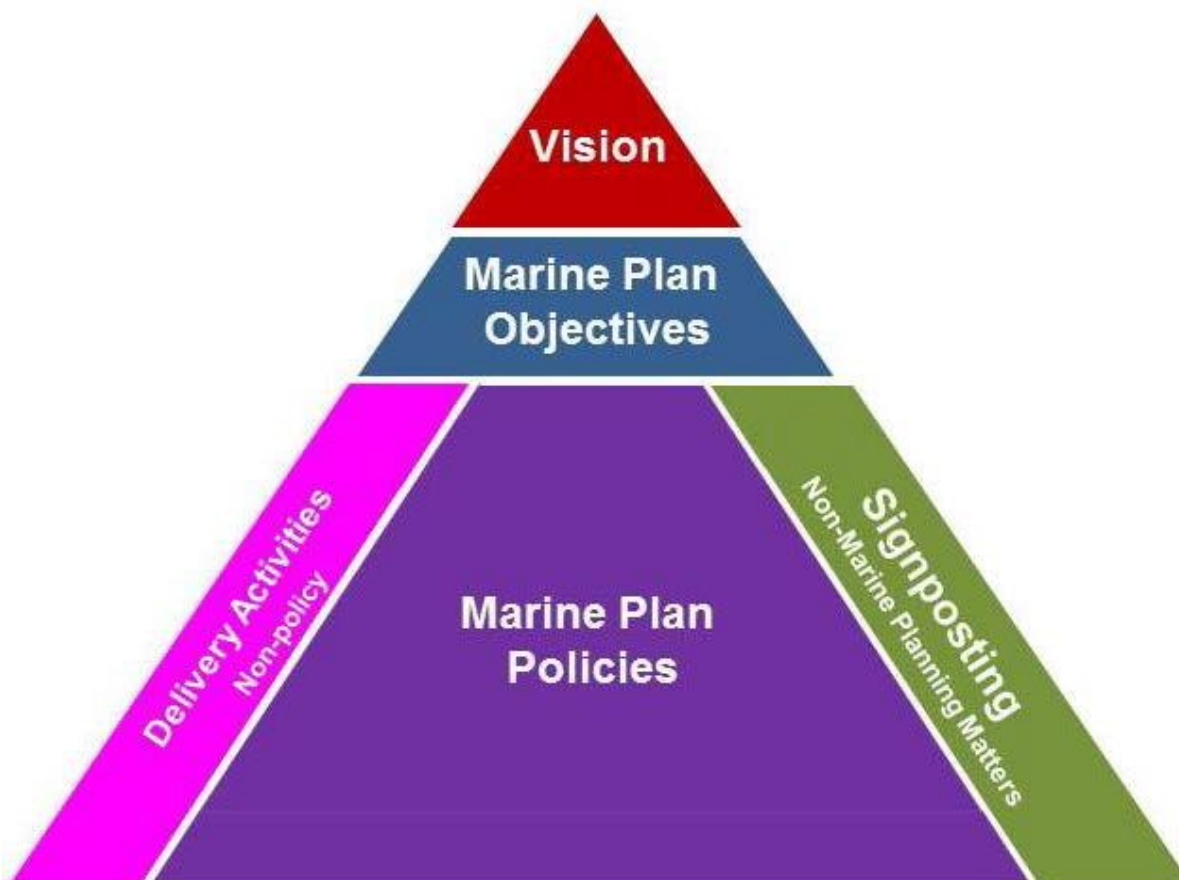 Vision
Marine Plan
Objectives
Delivery Activities
Non-policy
Marine Plan
Policies
Signposting
Non-Marine Planning Matters